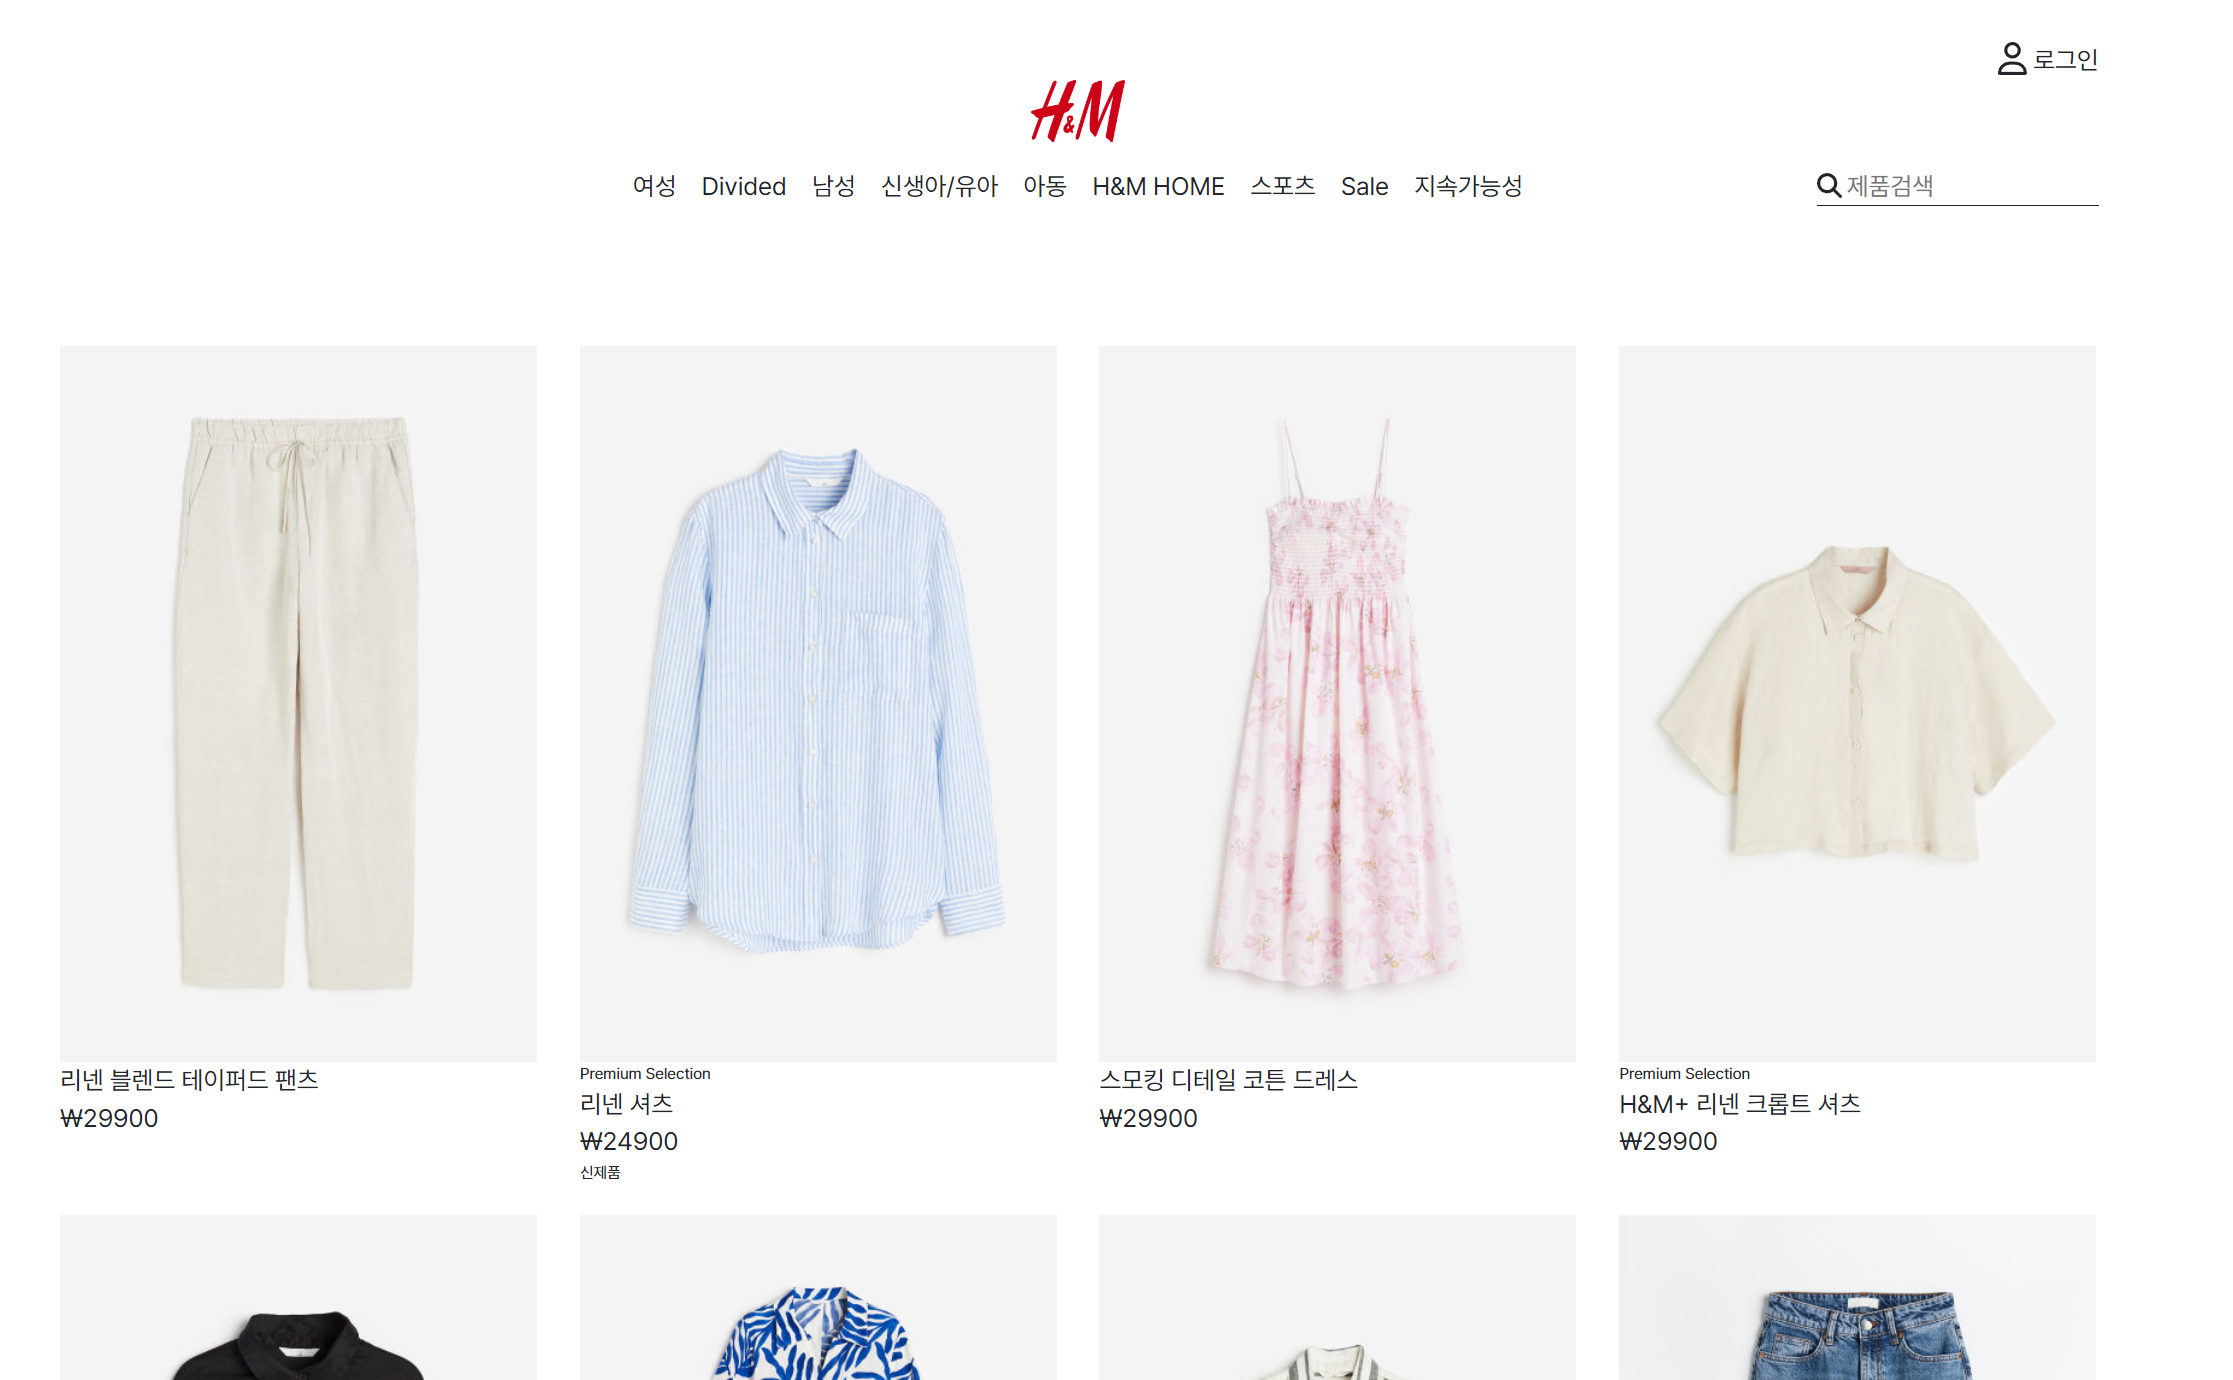 로그인
H&M
여성 Divided 남성 신생아/유아 아동 H&M HOME 스포츠 Sale 지속가능성
제품검색
리넨 블렌드 테이퍼드 팬츠
₩29900
Premium Selection
리넨 셔츠
₩24900
신제품
스모킹 디테일 코튼 드레스
₩29900
Premium Selection
H&M+ 리넨 크롭트 셔츠
₩29900